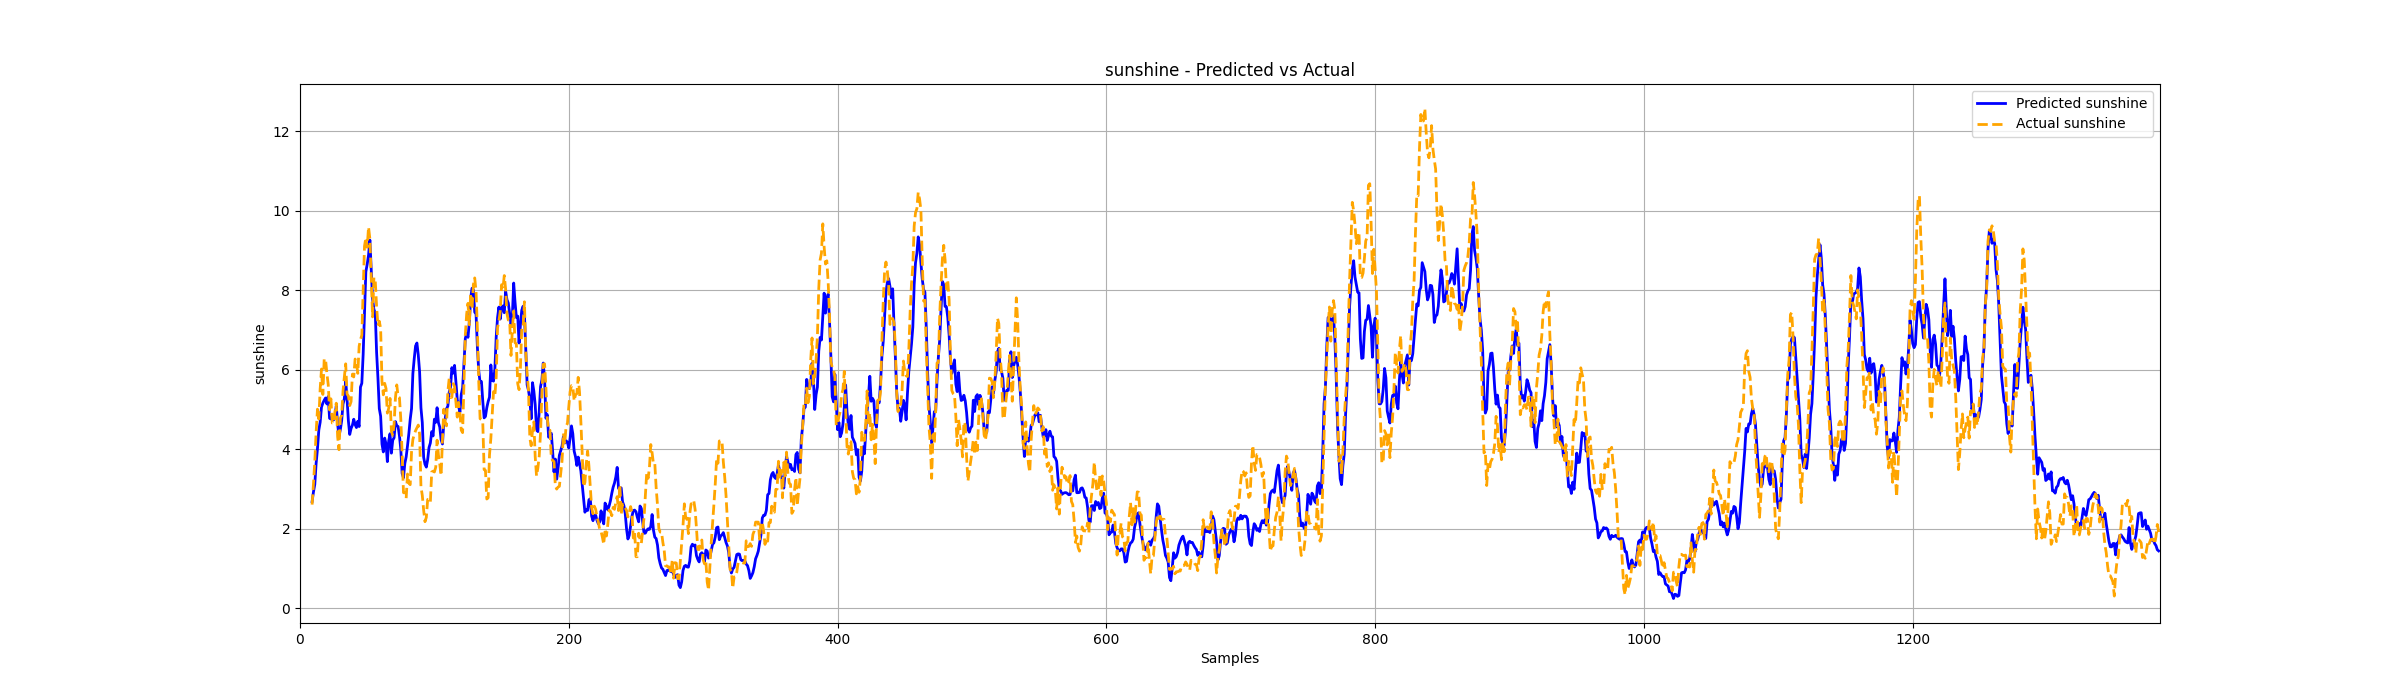 sunshine - Predicted vs Actual
Predicted sunshine
Actual sunshine
sunshine
12
10
8
6
4
2
0
0 200 400 600 800 1000 1200
Samples